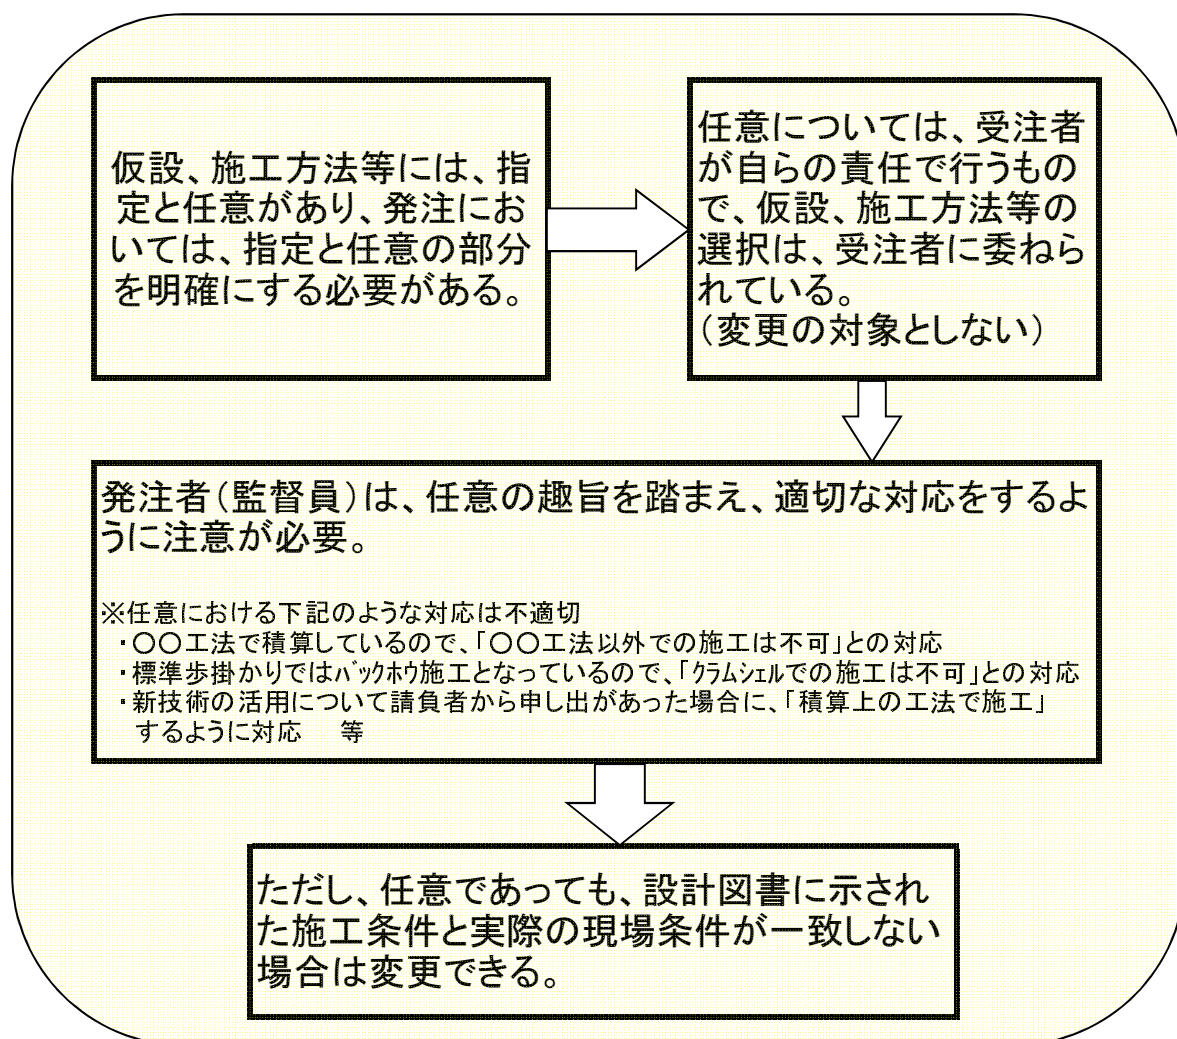 仮設、施工方法等には、指
定と任意があり、発注にお
いては、指定と任意の部分
を明確にする必要がある。
任意については、受注者
が自らの責任で行うもの
で、仮設、施工方法等の
選択は、受注者に委ねら
れている。
（変更の対象としない）
発注者（監督員）は、任意の趣旨を踏まえ、適切な対応をするよ
うに注意が必要。
※任意における下記のような対応は不適切
・〇〇工法で積算しているので、「〇〇工法以外での施工は不可」との対応
・標準歩掛かりではﾊﾞｯｸﾎｳ施工となっているので、「ｸﾗﾑｼｪﾙでの施工は不可」との対応
・新技術の活用について請負者から申し出があった場合に、「積算上の工法で施工」
するように対応　等
ただし、任意であっても、設計図書に示され
た施工条件と実際の現場条件が一致しない
場合は変更できる。